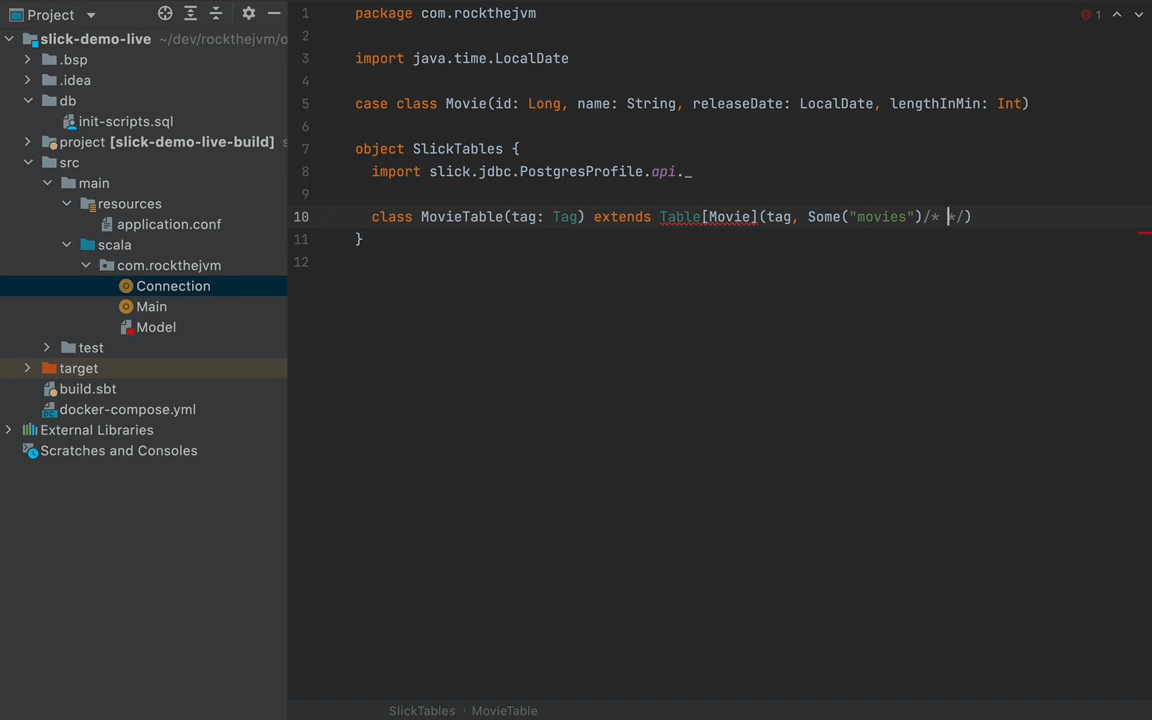 Project
slick-demo-live ~/dev/rockthejvm/o
.bsp
.idea
db
init-scripts.sql
project [slick-demo-live-build] s
src
main
resources
application.conf
scala
com.rockthejvm
Connection
Main
Model
test
target
build.sbt
docker-compose.yml
External Libraries
Scratches and Consoles
1 package com.rockthejvm
2
3 import java.time.LocalDate
4
5 case class Movie(id: Long, name: String, releaseDate: LocalDate, lengthInMin: Int)
6
7 object SlickTables {
8 import slick.jdbc.PostgresProfile.api._
9
10 class MovieTable(tag: Tag) extends Table[Movie](tag, Some("movies")/* */)
11 }
12
1
SlickTables › MovieTable